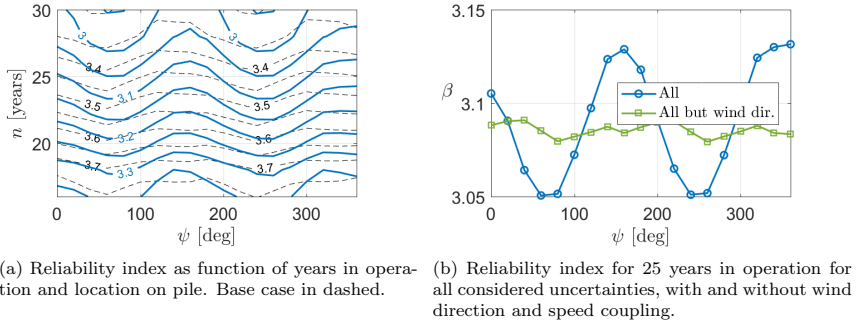 (a)
30
25
20
n [years]
3
3
3.4
3.4
3.1
3.5
3.5
3.6
3.2
3.6
3.7
3.3
3.7
0
100
200
300
ψ [deg]
(a) Reliability index as function of years in opera-
tion and location on pile. Base case in dashed.
(b)
3.15
3.1
3.05
β
All
All but wind dir.
0
100
200
300
ψ [deg]
(b) Reliability index for 25 years in operation for
all considered uncertainties, with and without wind
direction and speed coupling.